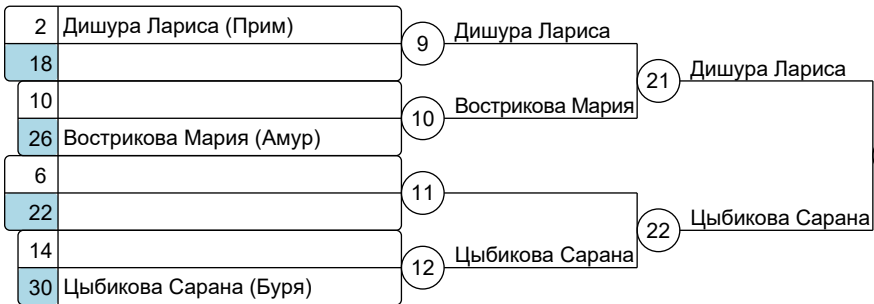 2 Дишура Лариса (Прим)
18
10
26 Вострикова Мария (Амур)
6
22
14
30 Цыбикова Сарана (Буря)
9 Дишура Лариса
10 Вострикова Мария
11
12 Цыбикова Сарана
21 Дишура Лариса
22 Цыбикова Сарана